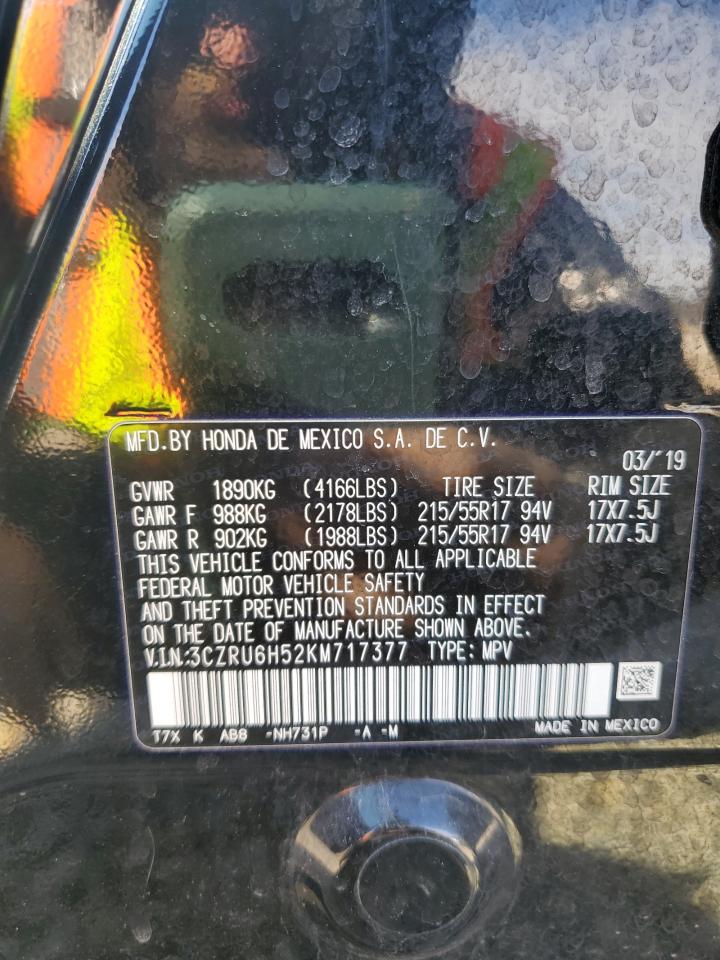 MFD.BY HONDA DE MEXICO S.A. DE C.V.
03/'19
GVWR 1890KG (4166LBS) TIRE SIZE RIM SIZE
GAWR F 988KG (2178LBS) 215/55R17 94V 17X7.5J
GAWR R 902KG (1988LBS) 215/55R17 94V 17X7.5J
THIS VEHICLE CONFORMS TO ALL APPLICABLE
FEDERAL MOTOR VEHICLE SAFETY
AND THEFT PREVENTION STANDARDS IN EFFECT
ON THE DATE OF MANUFACTURE SHOWN ABOVE.
V.I.N:3CZRU6H52KM717377 TYPE: MPV
T7X K AB8 -NH731P -A -M MADE IN MEXICO